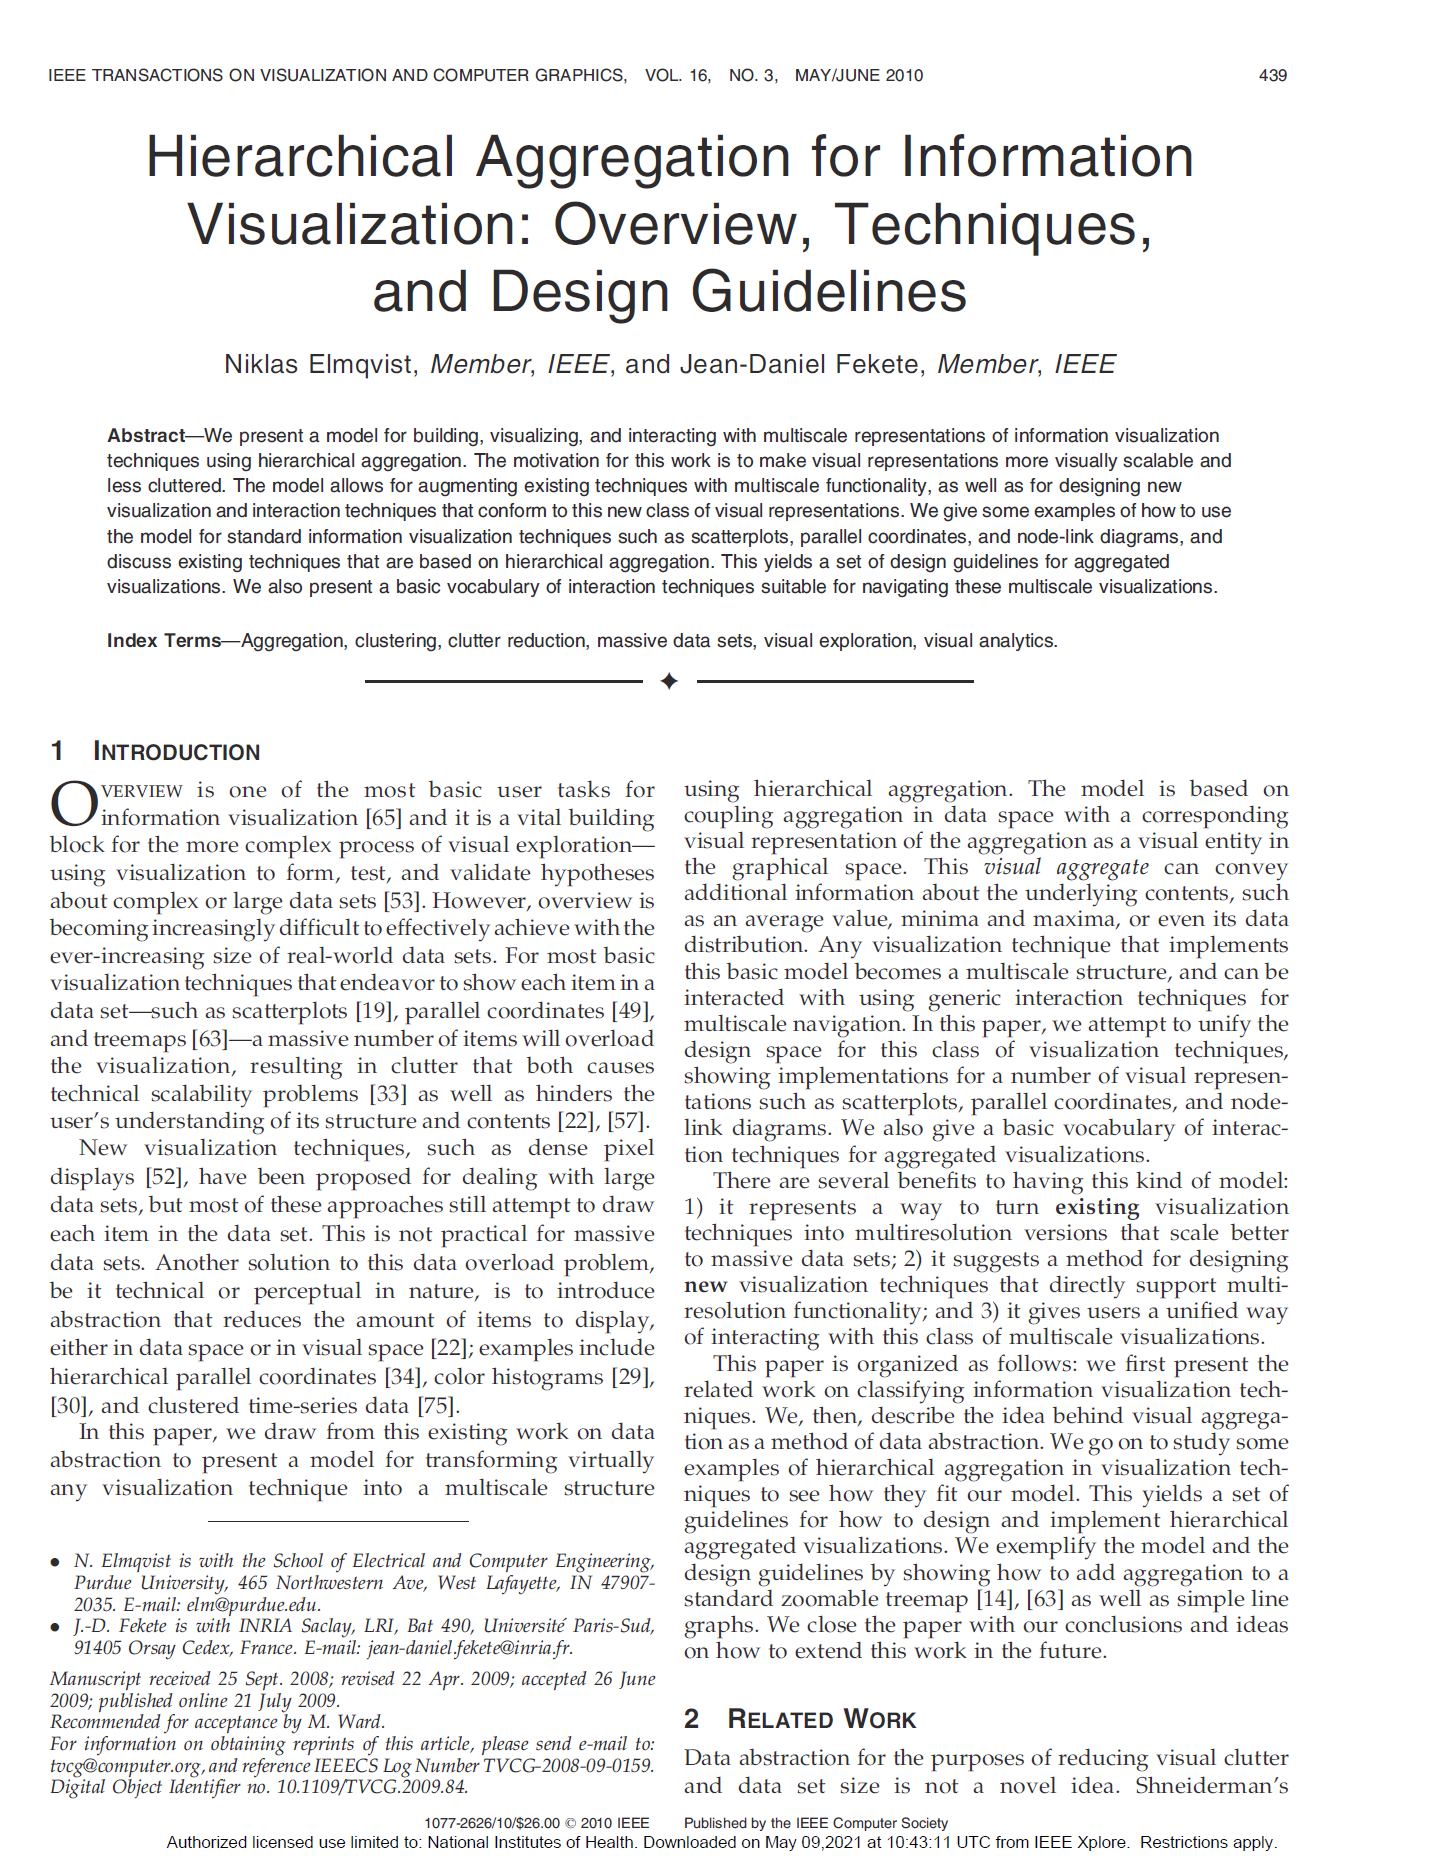 IEEE TRANSACTIONS ON VISUALIZATION AND COMPUTER GRAPHICS, VOL. 16, NO. 3, MAY/JUNE 2010 439
Hierarchical Aggregation for Information
Visualization: Overview, Techniques,
and Design Guidelines
Niklas Elmqvist, Member, IEEE, and Jean-Daniel Fekete, Member, IEEE
Abstract—We present a model for building, visualizing, and interacting with multiscale representations of information visualization
techniques using hierarchical aggregation. The motivation for this work is to make visual representations more visually scalable and
less cluttered. The model allows for augmenting existing techniques with multiscale functionality, as well as for designing new
visualization and interaction techniques that conform to this new class of visual representations. We give some examples of how to use
the model for standard information visualization techniques such as scatterplots, parallel coordinates, and node-link diagrams, and
discuss existing techniques that are based on hierarchical aggregation. This yields a set of design guidelines for aggregated
visualizations. We also present a basic vocabulary of interaction techniques suitable for navigating these multiscale visualizations.
Index Terms—Aggregation, clustering, clutter reduction, massive data sets, visual exploration, visual analytics.
1 INTRODUCTION
OVERVIEW is one of the most basic user tasks for
information visualization [65] and it is a vital building
block for the more complex process of visual exploration—
using visualization to form, test, and validate hypotheses
about complex or large data sets [53]. However, overview is
becoming increasingly difficult to effectively achieve with the
ever-increasing size of real-world data sets. For most basic
visualization techniques that endeavor to show each item in a
data set—such as scatterplots [19], parallel coordinates [49],
and treemaps [63]—a massive number of items will overload
the visualization, resulting in clutter that both causes
technical scalability problems [33] as well as hinders the
user's understanding of its structure and contents [22], [57].
New visualization techniques, such as dense pixel
displays [52], have been proposed for dealing with large
data sets, but most of these approaches still attempt to draw
each item in the data set. This is not practical for massive
data sets. Another solution to this data overload problem,
be it technical or perceptual in nature, is to introduce
abstraction that reduces the amount of items to display,
either in data space or in visual space [22]; examples include
hierarchical parallel coordinates [34], color histograms [29],
[30], and clustered time-series data [75].
In this paper, we draw from this existing work on data
abstraction to present a model for transforming virtually
any visualization technique into a multiscale structure
• N. Elmqvist is with the School of Electrical and Computer Engineering,
Purdue University, 465 Northwestern Ave, West Lafayette, IN 47907-
2035. E-mail: elm@purdue.edu.
• J.-D. Fekete is with INRIA Saclay, LRI, Bat 490, Université Paris-Sud,
91405 Orsay Cedex, France. E-mail: jean-daniel.fekete@inria.fr.
Manuscript received 25 Sept. 2008; revised 22 Apr. 2009; accepted 26 June
2009; published online 21 July 2009.
Recommended for acceptance by M. Ward.
For information on obtaining reprints of this article, please send e-mail to:
tvcg@computer.org, and reference IEEECS Log Number TVCG-2008-09-0159.
Digital Object Identifier no. 10.1109/TVCG.2009.84.
using hierarchical aggregation. The model is based on
coupling aggregation in data space with a corresponding
visual representation of the aggregation as a visual entity in
the graphical space. This visual aggregate can convey
additional information about the underlying contents, such
as an average value, minima and maxima, or even its data
distribution. Any visualization technique that implements
this basic model becomes a multiscale structure, and can be
interacted with using generic interaction techniques for
multiscale navigation. In this paper, we attempt to unify the
design space for this class of visualization techniques,
showing implementations for a number of visual represen-
tations such as scatterplots, parallel coordinates, and node-
link diagrams. We also give a basic vocabulary of interac-
tion techniques for aggregated visualizations.
There are several benefits to having this kind of model:
1) it represents a way to turn existing visualization
techniques into multiresolution versions that scale better
to massive data sets; 2) it suggests a method for designing
new visualization techniques that directly support multi-
resolution functionality; and 3) it gives users a unified way
of interacting with this class of multiscale visualizations.
This paper is organized as follows: we first present the
related work on classifying information visualization tech-
niques. We, then, describe the idea behind visual aggrega-
tion as a method of data abstraction. We go on to study some
examples of hierarchical aggregation in visualization tech-
niques to see how they fit our model. This yields a set of
guidelines for how to design and implement hierarchical
aggregated visualizations. We exemplify the model and the
design guidelines by showing how to add aggregation to a
standard zoomable treemap [14], [63] as well as simple line
graphs. We close the paper with our conclusions and ideas
on how to extend this work in the future.
2 RELATED WORK
Data abstraction for the purposes of reducing visual clutter
and data set size is not a novel idea. Shneiderman's
1077-2626/10/$26.00 © 2010 IEEE Published by the IEEE Computer Society
Authorized licensed use limited to: National Institutes of Health. Downloaded on May 09,2021 at 10:43:11 UTC from IEEE Xplore. Restrictions apply.